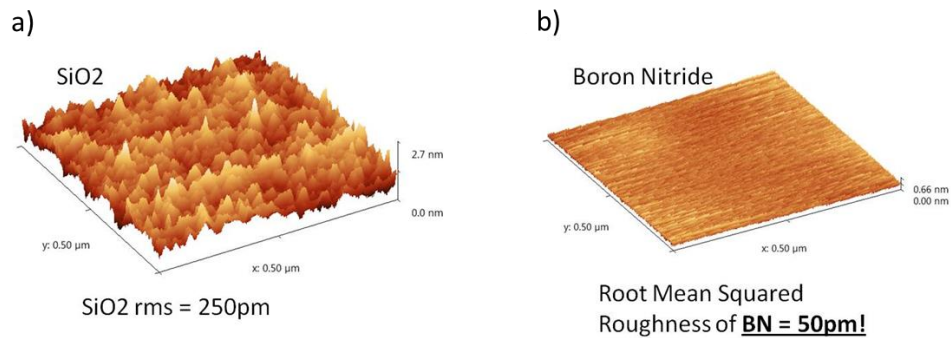 a)
SiO2
2.7 nm
0.0 nm
y: 0.50 µm
x: 0.50 µm
SiO2 rms = 250pm
b)
Boron Nitride
0.66 nm
0.00 nm
y: 0.50 µm
x: 0.50 µm
Root Mean Squared
Roughness of BN = 50pm!